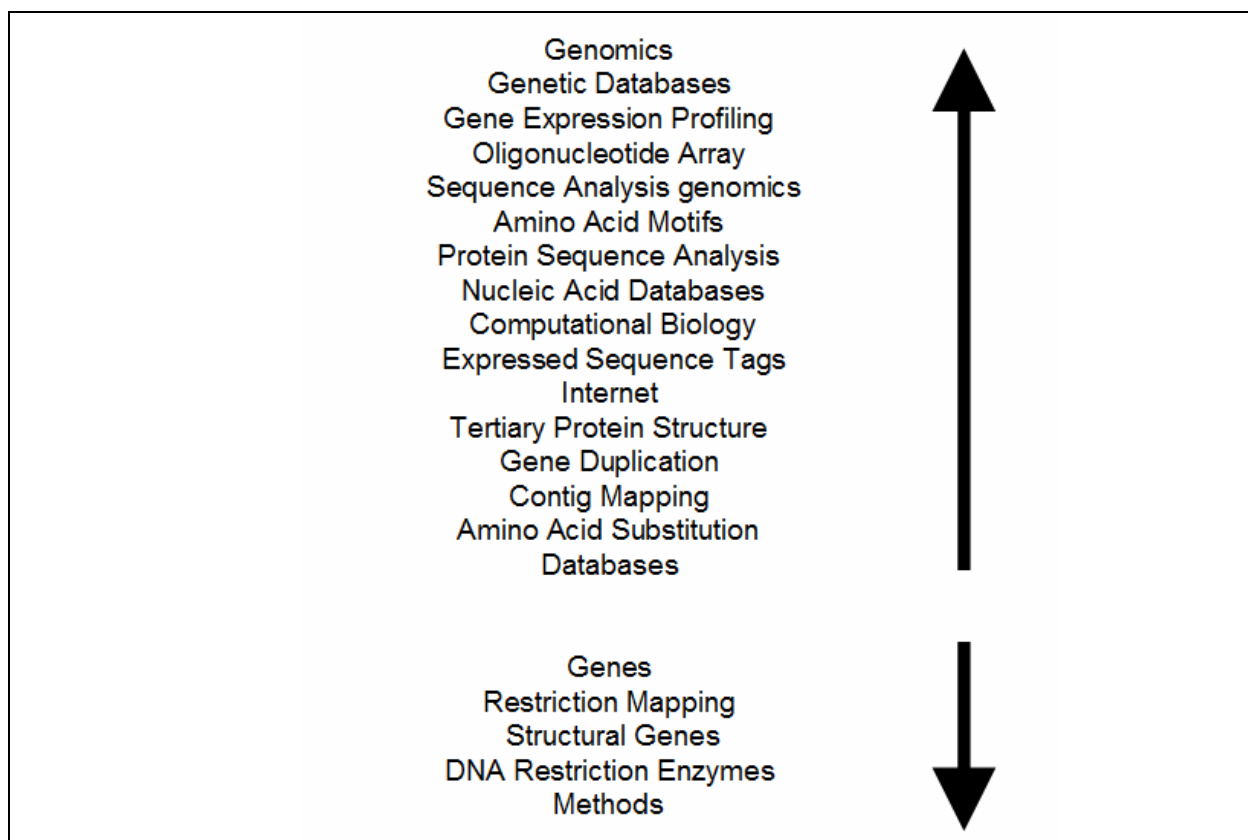 Genomics
Genetic Databases
Gene Expression Profiling
Oligonucleotide Array
Sequence Analysis genomics
Amino Acid Motifs
Protein Sequence Analysis
Nucleic Acid Databases
Computational Biology
Expressed Sequence Tags
Internet
Tertiary Protein Structure
Gene Duplication
Contig Mapping
Amino Acid Substitution
Databases
Genes
Restriction Mapping
Structural Genes
DNA Restriction Enzymes
Methods